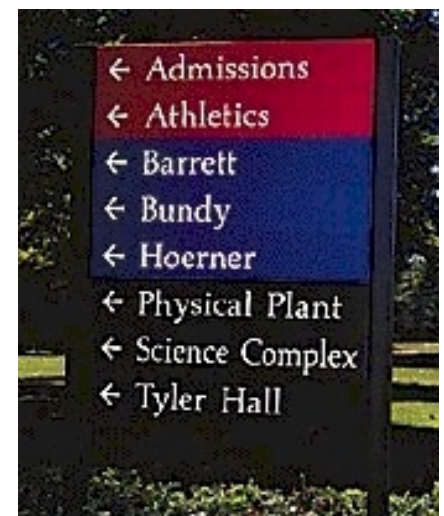 ← Admissions
← Athletics
← Barrett
← Bundy
← Hoerner
← Physical Plant
← Science Complex
← Tyler Hall